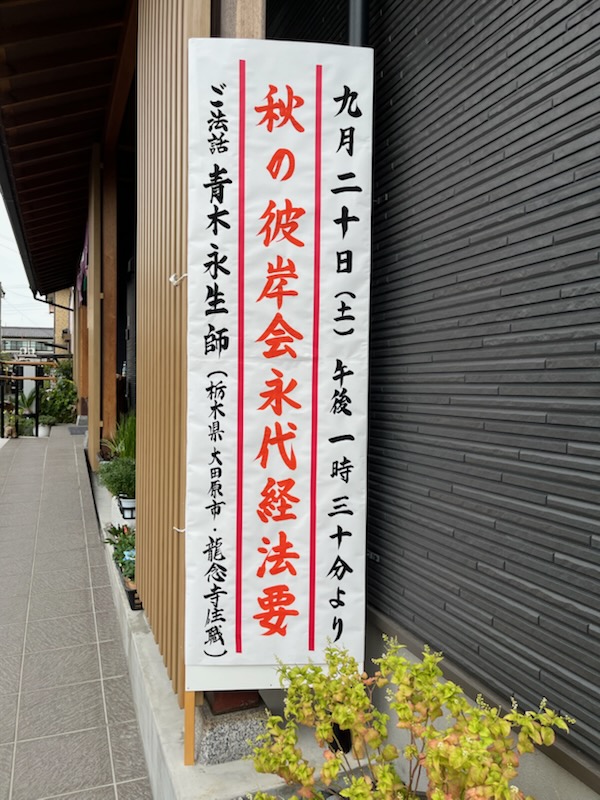 九月二十日（土）午後一時三十分より
秋の彼岸会永代経法要
ご法話 青木永生師（栃木県大田原市・龍念寺住職）